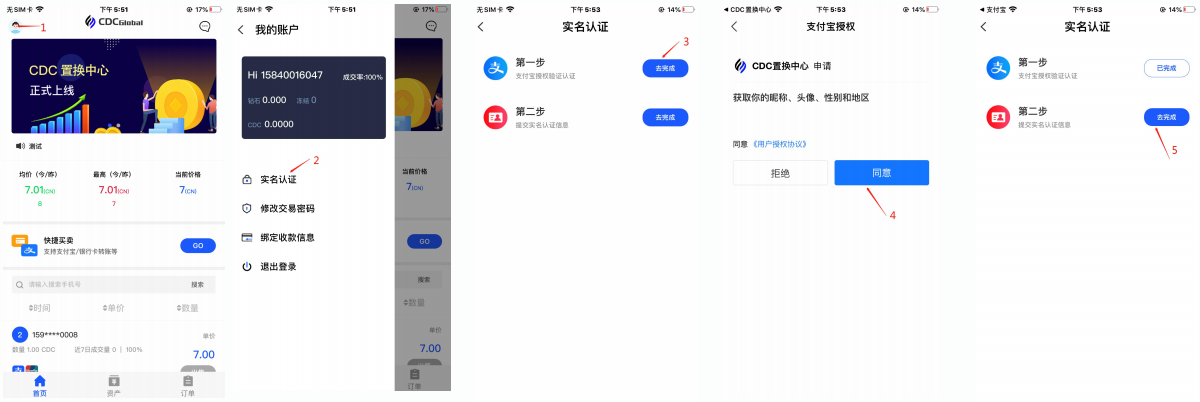 无SIM卡
下午5:51
17%
1
CDCGlobal
CDC 置换中心
正式上线
测试
均价（今/昨）
最高（今/昨）
当前价格
7.01(CN)
7.01(CN)
7(CN)
8
7
快捷买卖
支持支付宝/银行卡转账等
GO
请输入搜索手机号
搜索
时间
单价
数量
2
159****0008
单价
数量 1.00 CDC
近7日成交量 0 | 100%
7.00
首页
资产
订单
无SIM卡
下午5:51
17%
我的账户
Hi 15840016047
成交率:100%
钻石 0.000
冻结 0
CDC 0.0000
2
实名认证
修改交易密码
绑定收款信息
退出登录
当前价格
7(CN)
GO
搜索
数量
单价
7.00
订单
无SIM卡
下午5:53
14%
实名认证
3
第一步
支付宝授权验证认证
去完成
第二步
提交实名认证信息
去完成
CDC置换中心
下午5:53
14%
支付宝授权
CDC置换中心 申请
获取你的昵称、头像、性别和地区
同意《用户授权协议》
拒绝
同意
4
支付宝
下午5:53
14%
实名认证
第一步
支付宝授权验证认证
已完成
第二步
提交实名认证信息
去完成
5